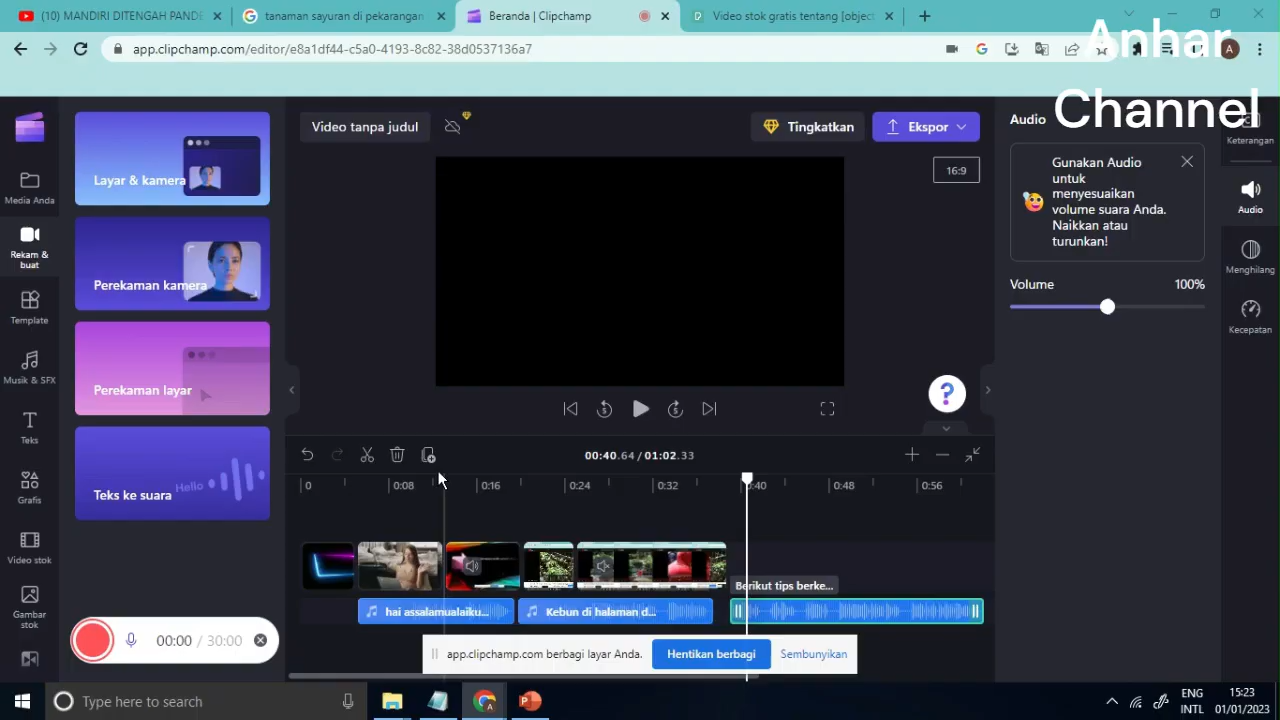 (10) MANDIRI DITENGAH PANDE
tanaman sayuran di pekarangan
Beranda | Clipchamp
Video stok gratis tentang [object
app.clipchamp.com/editor/e8a1df44-c5a0-4193-8c82-38d0537136a7
Anhar
Channel
Media Anda
Rekam &
buat
Template
Musik & SFX
Teks
Grafis
Video stok
Gambar
stok
Layar & kamera
Perekaman kamera
Perekaman layar
Teks ke suara
Hello
Video tanpa judul
Tingkatkan
Ekspor
16:9
Audio
Gunakan Audio
untuk
menyesuaikan
volume suara Anda.
Naikkan atau
turunkan!
Volume
100%
Keterangan
Audio
Menghilang
Kecepatan
00:40.64 / 01:02.33
0
0:08
0:16
0:24
0:32
0:40
0:48
0:56
Berikut tips berke...
hai assalamualaiku...
Kebun di halaman d...
00:00 / 30:00
app.clipchamp.com berbagi layar Anda.
Hentikan berbagi
Sembunyikan
Type here to search
ENG
INTL
15:23
01/01/2023